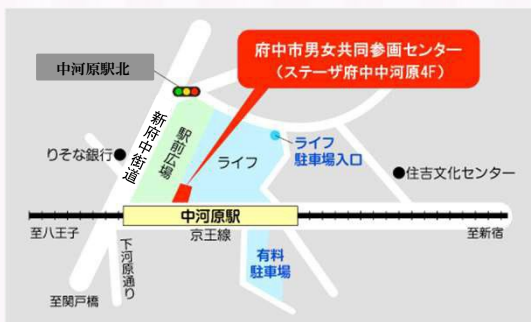 府中市男女共同参画センター
(ステーザ府中中河原4F)
中河原駅北
新府中街道
駅前広場
ライフ
ライフ
駐車場入口
りそな銀行
住吉文化センター
中河原駅
至八王子
京王線
至新宿
下河原通り
有料
駐車場
至関戸橋